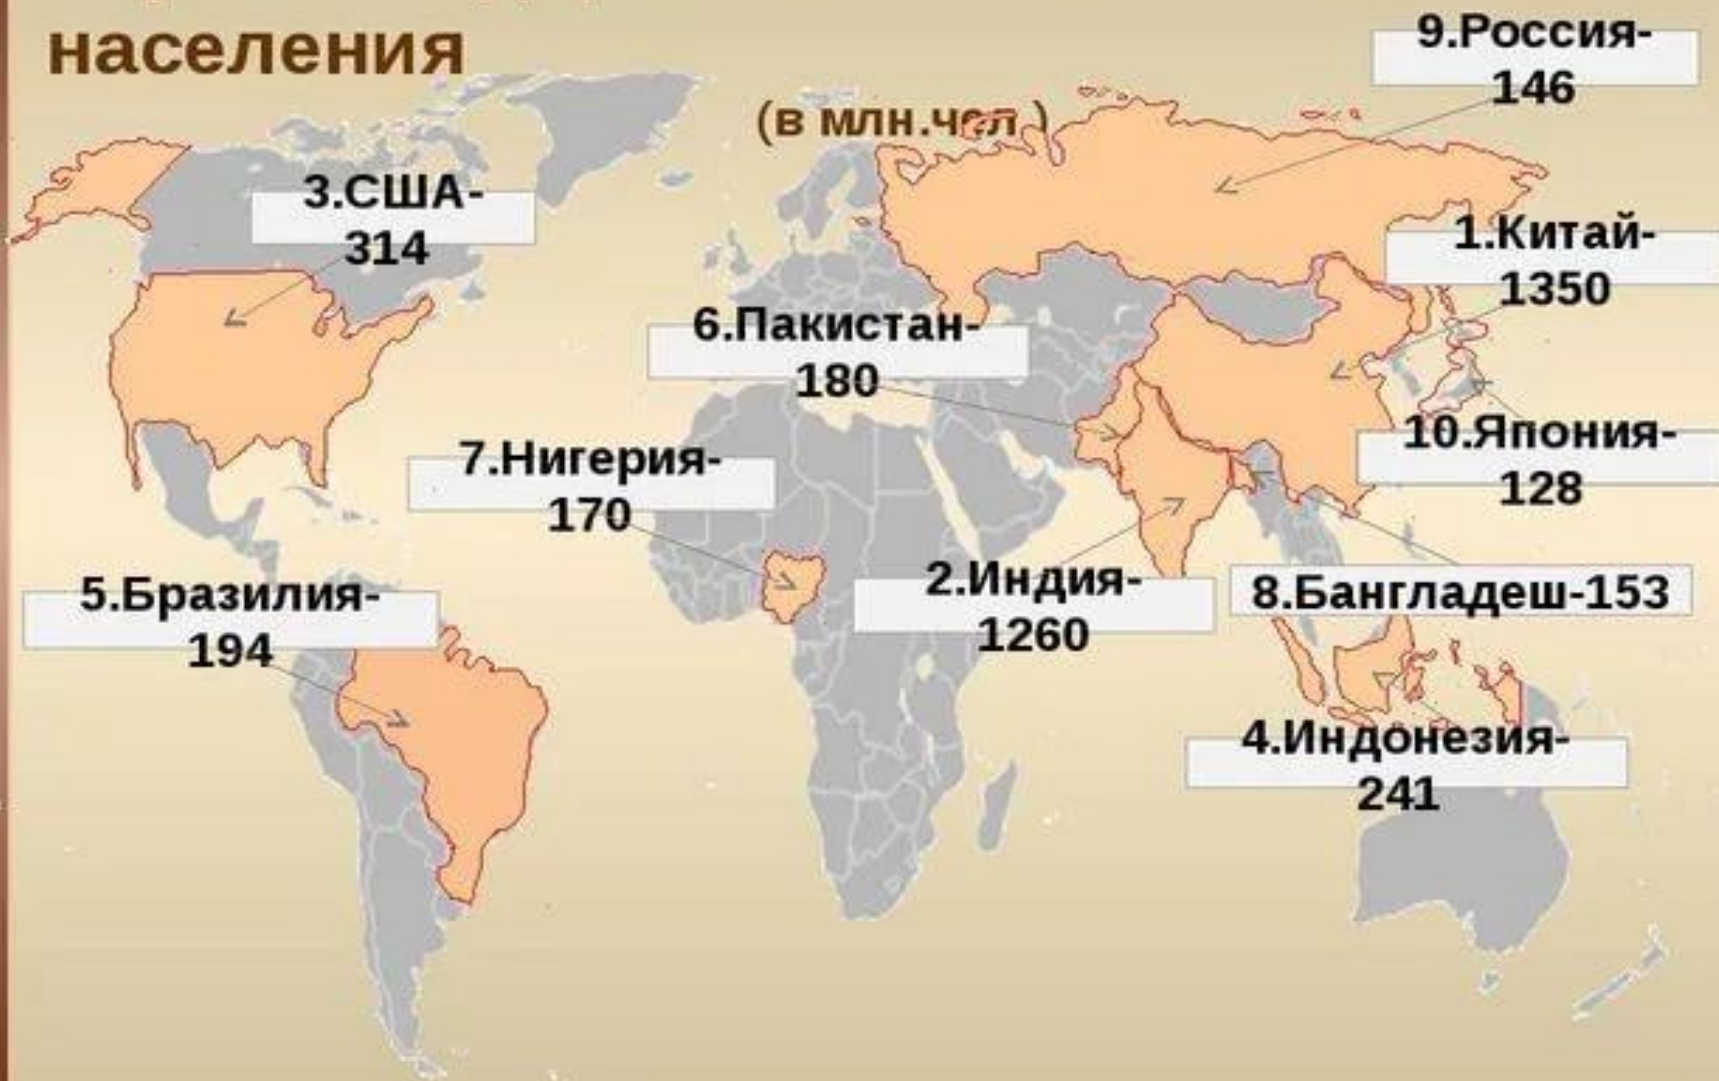 населения
(в млн.чел.)
9.Россия-
146
3.США-
314
1.Китай-
1350
6.Пакистан-
180
10.Япония-
128
7.Нигерия-
170
2.Индия-
1260
8.Бангладеш-153
5.Бразилия-
194
4.Индонезия-
241